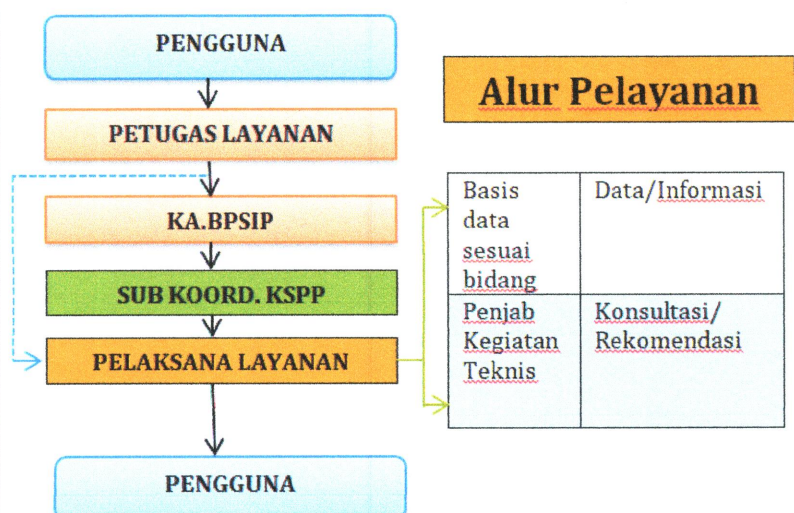 PENGGUNA
Alur Pelayanan
PETUGAS LAYANAN
KA.BPSIP
SUB KOORD. KSPP
PELAKSANA LAYANAN
PENGGUNA
Basis
data
sesuai
bidang
Data/Informasi
Penjab
Kegiatan
Teknis
Konsultasi/
Rekomendasi